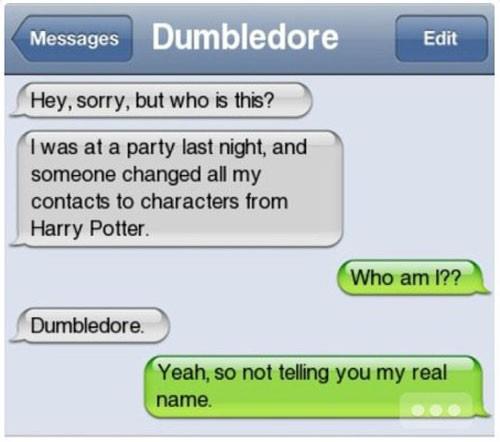 Messages Dumbledore Edit
Hey, sorry, but who is this?
I was at a party last night, and
someone changed all my
contacts to characters from
Harry Potter.
Who am I??
Dumbledore.
Yeah, so not telling you my real
name.